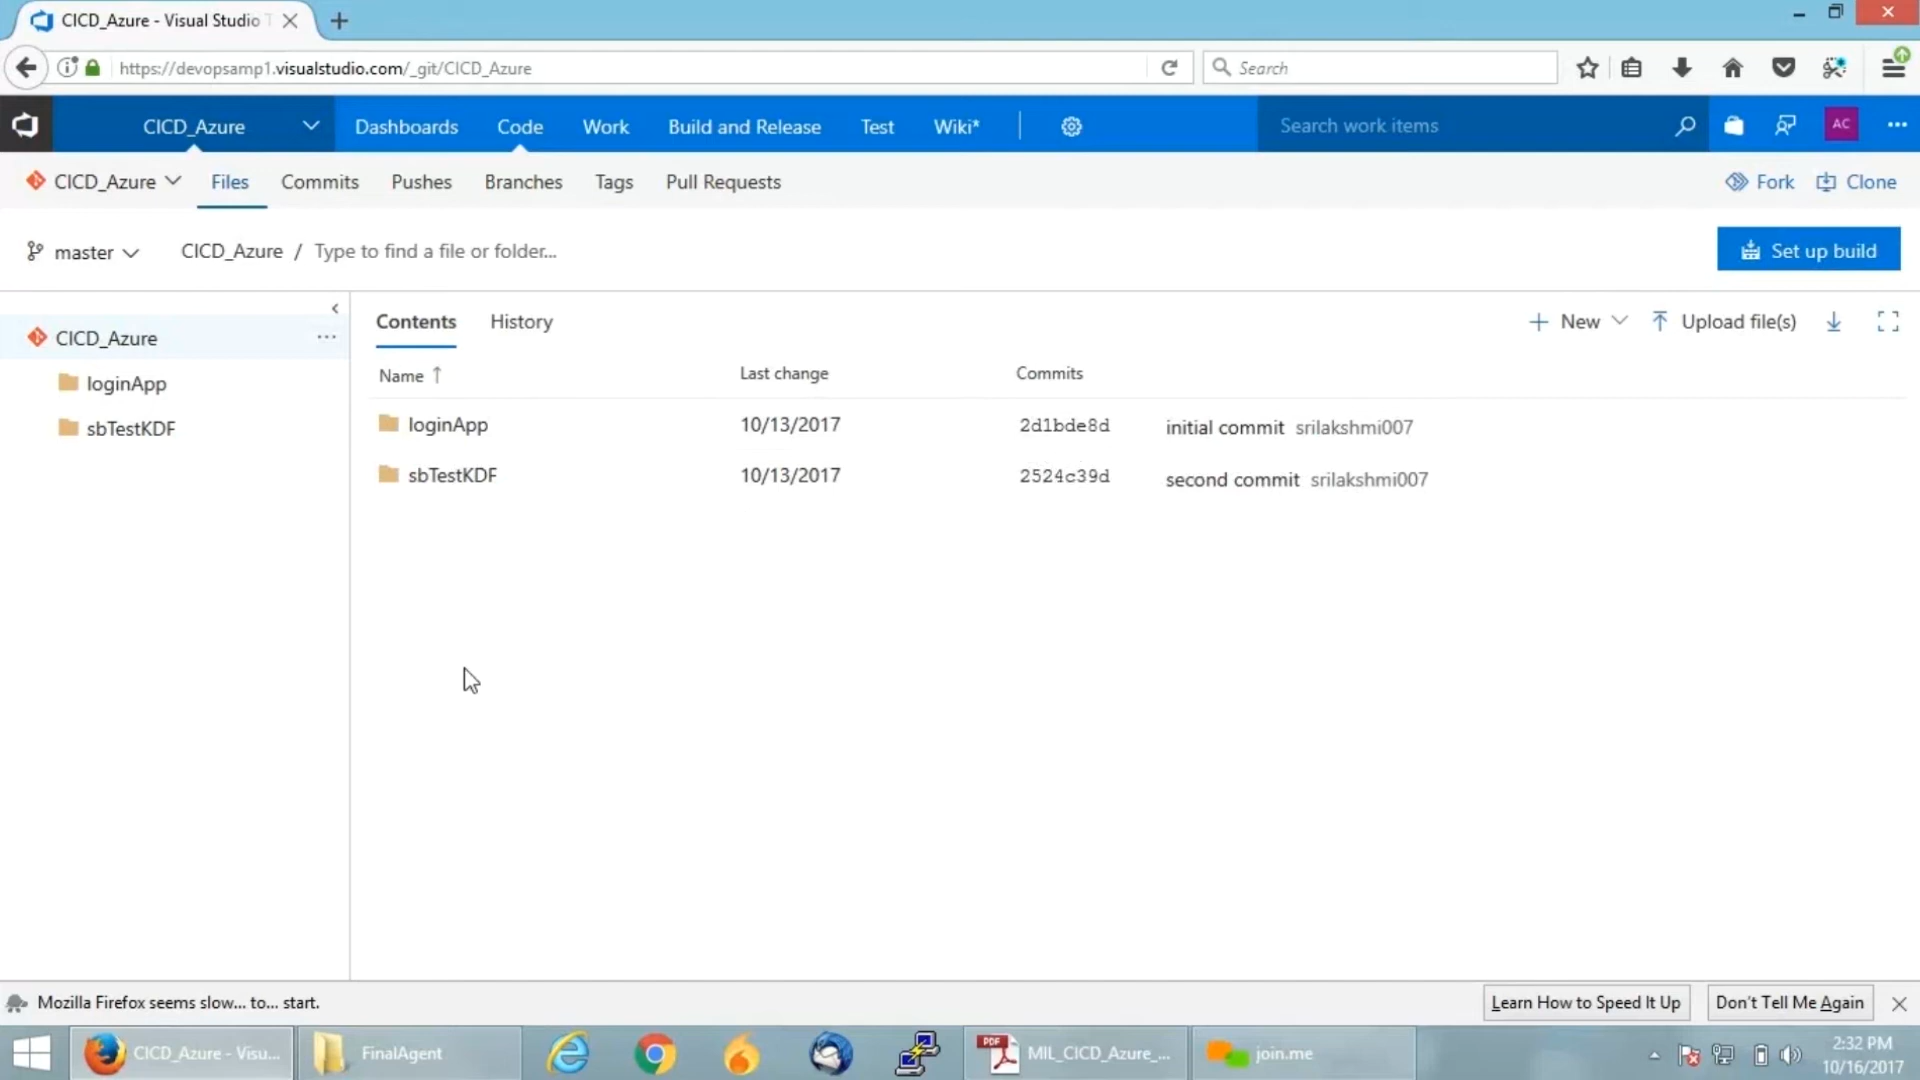 CICD_Azure - Visual Studio T
https://devopsamp1.visualstudio.com/_git/CICD_Azure
Search
CICD_Azure
Dashboards
Code
Work
Build and Release
Test
Wiki*
Search work items
AC
CICD_Azure
Files
Commits
Pushes
Branches
Tags
Pull Requests
Fork
Clone
master
CICD_Azure / Type to find a file or folder...
Set up build
CICD_Azure
loginApp
sbTestKDF
Contents
History
New
Upload file(s)
Name
Last change
Commits
loginApp 10/13/2017 2d1bde8d initial commit srilakshmi007
sbTestKDF 10/13/2017 2524c39d second commit srilakshmi007
Mozilla Firefox seems slow... to... start.
Learn How to Speed It Up
Don't Tell Me Again
CICD_Azure - Visu...
FinalAgent
PDF
MIL_CICD_Azure_...
join.me
2:32 PM
10/16/2017